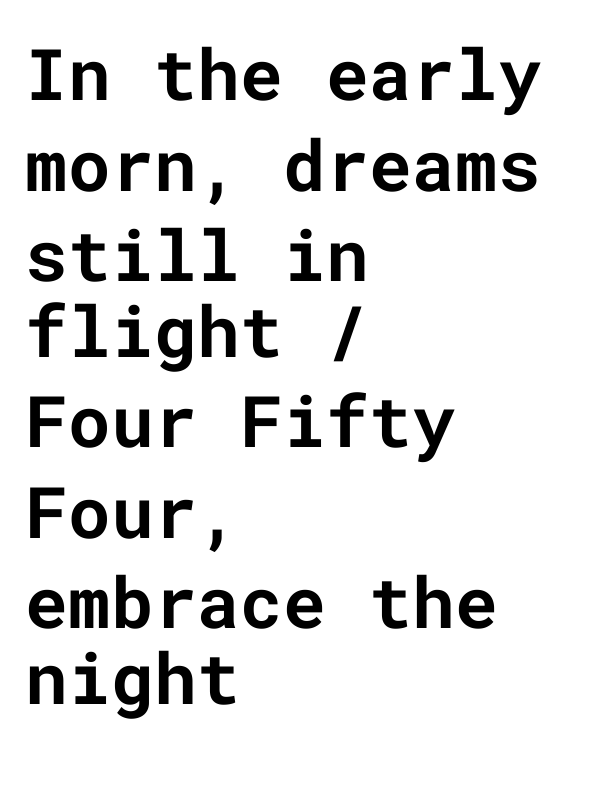 In the early
morn, dreams
still in
flight /
Four Fifty
Four,
embrace the
night